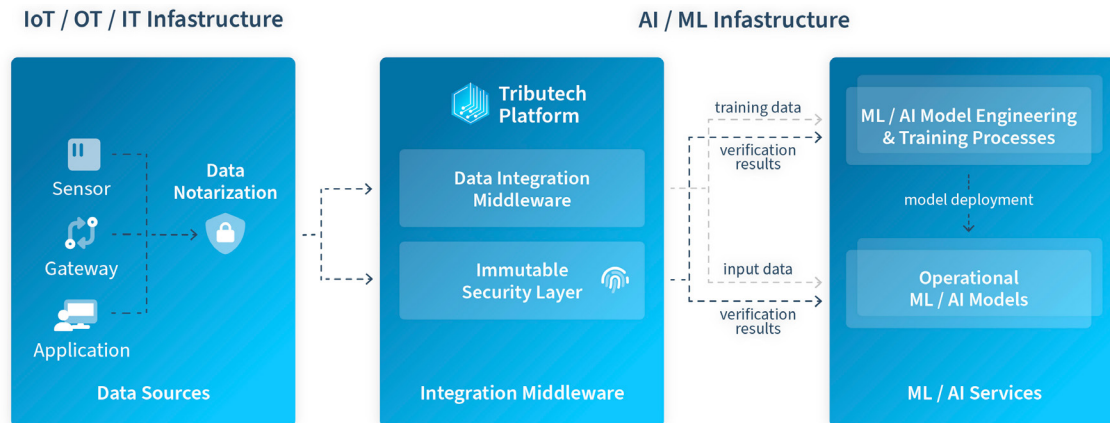 IoT / OT / IT Infastructure
AI / ML Infastructure
Sensor
Gateway
Application
Data
Notarization
Data Sources
Tributech
Platform
Data Integration
Middleware
Immutable
Security Layer
Integration Middleware
training data
verification
results
input data
verification
results
ML / AI Model Engineering
& Training Processes
model deployment
Operational
ML / AI Models
ML / AI Services